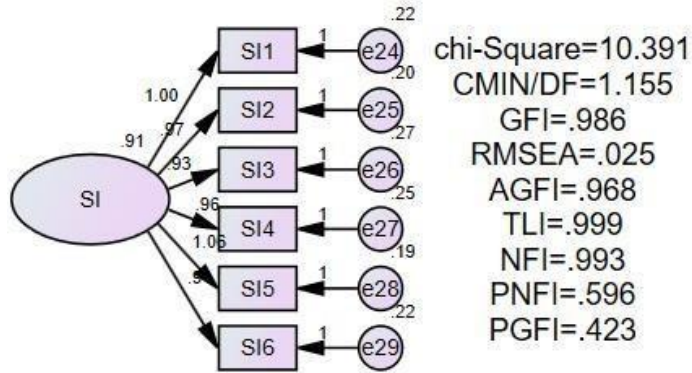 .22
SI1 1 e24
1.00 .20
SI2 1 e25
.91 .97 .27
.93 SI3 1 e26
SI .25
.96 SI4 1 e27
1.06 .19
SI5 1 e28
.22
SI6 1 e29
chi-Square=10.391
CMIN/DF=1.155
GFI=.986
RMSEA=.025
AGFI=.968
TLI=.999
NFI=.993
PNFI=.596
PGFI=.423